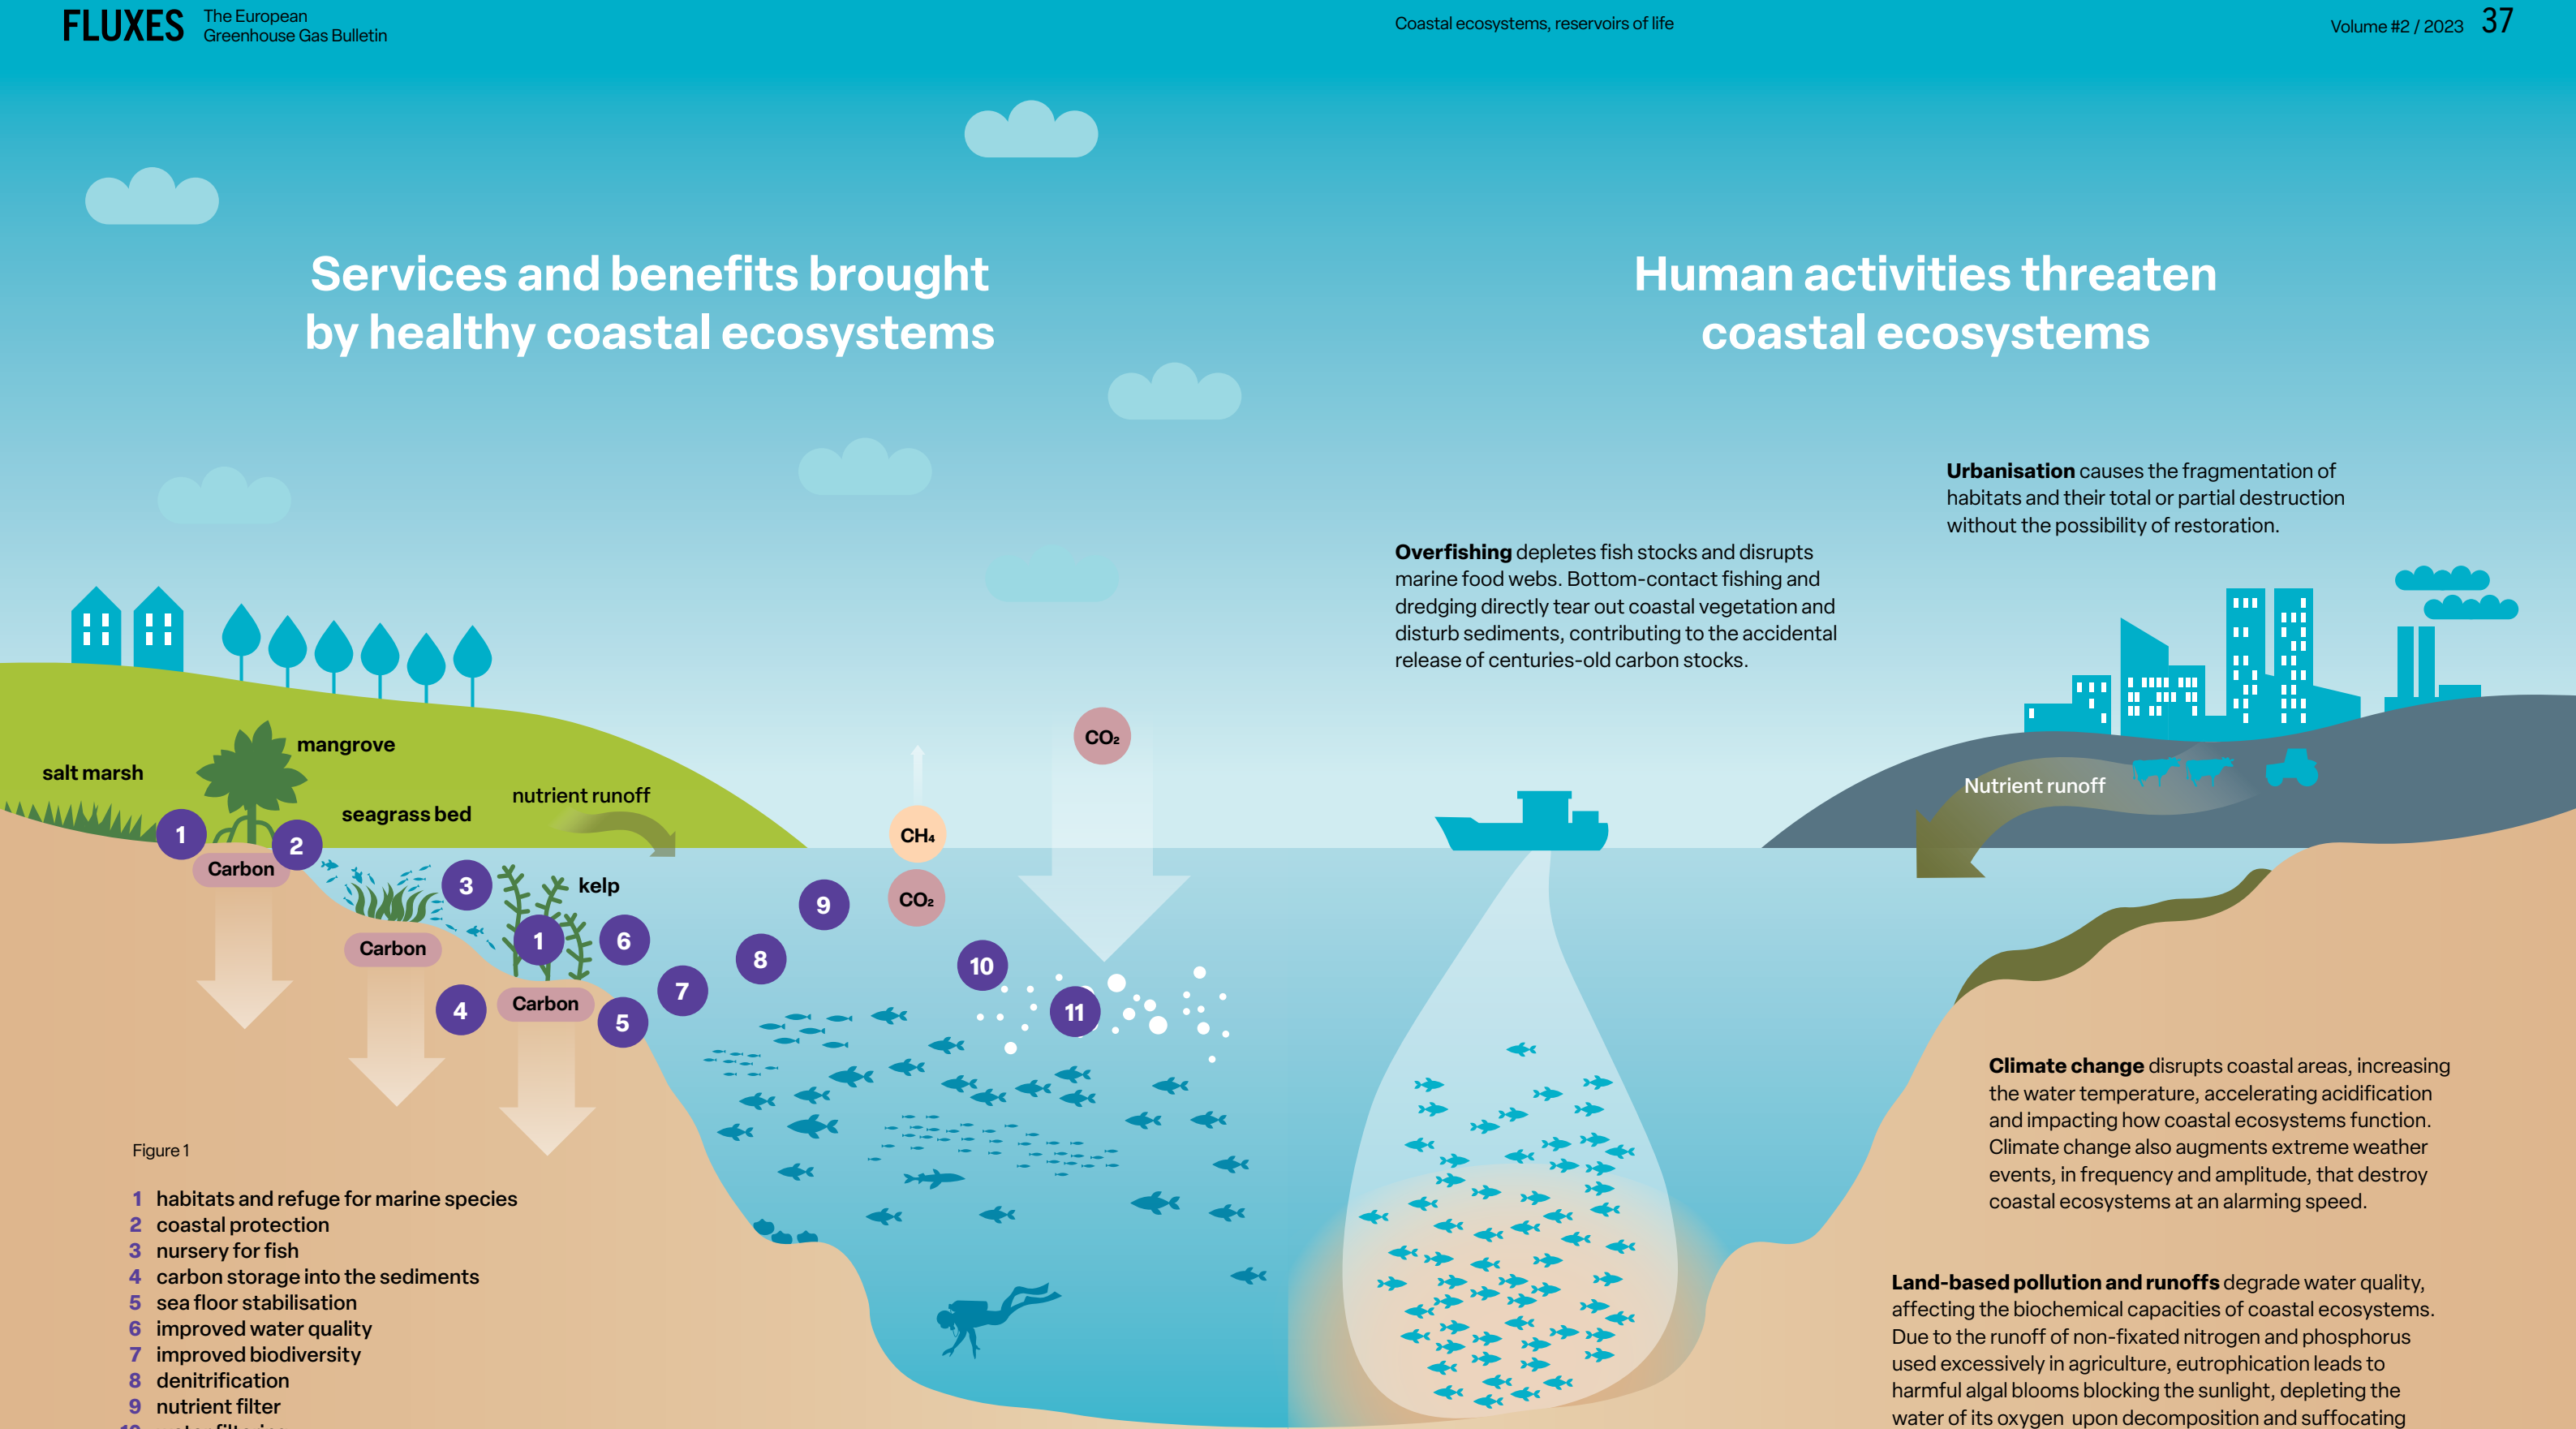 FLUXES
The European
Greenhouse Gas Bulletin
Coastal ecosystems, reservoirs of life
Volume #2 / 2023
37
Services and benefits brought
by healthy coastal ecosystems
Human activities threaten
coastal ecosystems
Urbanisation causes the fragmentation of
habitats and their total or partial destruction
without the possibility of restoration.
Overfishing depletes fish stocks and disrupts
marine food webs. Bottom-contact fishing and
dredging directly tear out coastal vegetation and
disturb sediments, contributing to the accidental
release of centuries-old carbon stocks.
mangrove
salt marsh
seagrass bed
nutrient runoff
CO₂
CH₄
CO₂
Nutrient runoff
1
2
Carbon
3
kelp
9
Carbon
1
6
8
10
4
Carbon
5
7
11
Climate change disrupts coastal areas, increasing
the water temperature, accelerating acidification
and impacting how coastal ecosystems function.
Climate change also augments extreme weather
events, in frequency and amplitude, that destroy
coastal ecosystems at an alarming speed.
Figure 1
1 habitats and refuge for marine species
2 coastal protection
3 nursery for fish
4 carbon storage into the sediments
5 sea floor stabilisation
6 improved water quality
7 improved biodiversity
8 denitrification
9 nutrient filter
Land-based pollution and runoffs degrade water quality,
affecting the biochemical capacities of coastal ecosystems.
Due to the runoff of non-fixated nitrogen and phosphorus
used excessively in agriculture, eutrophication leads to
harmful algal blooms blocking the sunlight, depleting the
water of its oxygen upon decomposition and suffocating